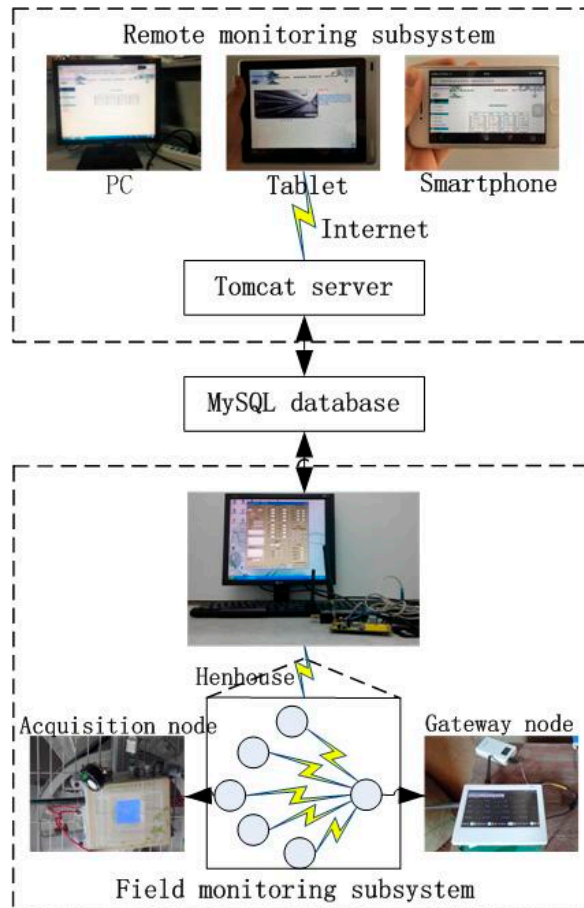 Remote monitoring subsystem
PC
Tablet
Smartphone
Internet
Tomcat server
MySQL database
Henhouse
Acquisition node
Gateway node
Field monitoring subsystem